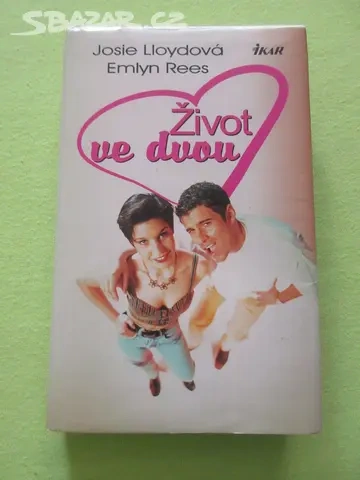 SBAZAR.CZ
Josie Lloydová
Emlyn Rees
iKAR
Život
ve dvou